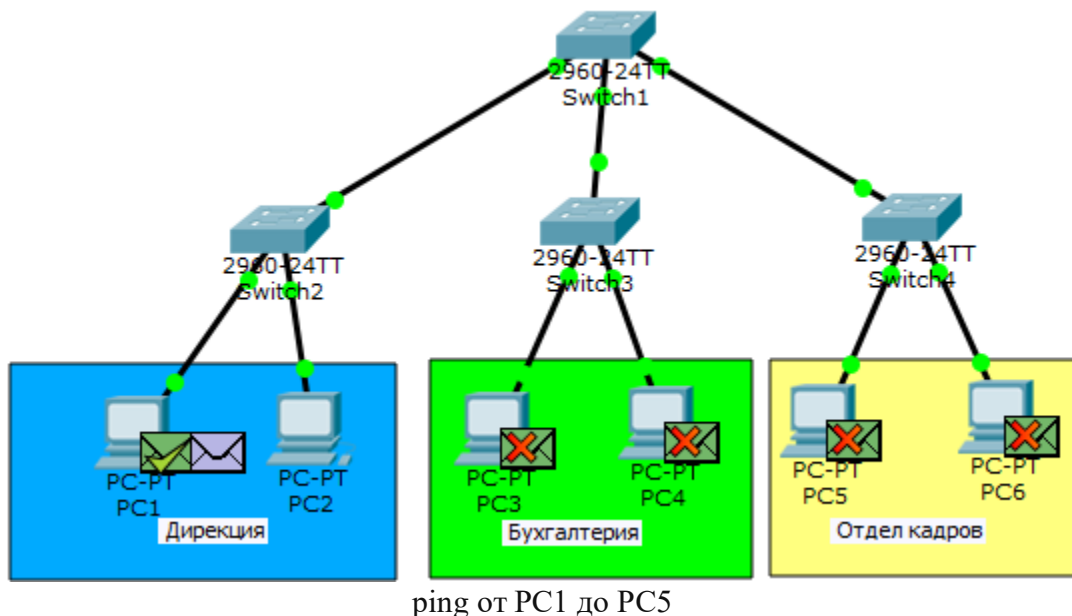 2960-24TT
Switch1
2960-24TT
Switch2
2960-24TT
Switch3
2960-24TT
Switch4
PC-PT
PC1
PC-PT
PC2
Дирекция
PC-PT
PC3
PC-PT
PC4
Бухгалтерия
PC-PT
PC5
PC-PT
PC6
Отдел кадров
ping от PC1 до PC5